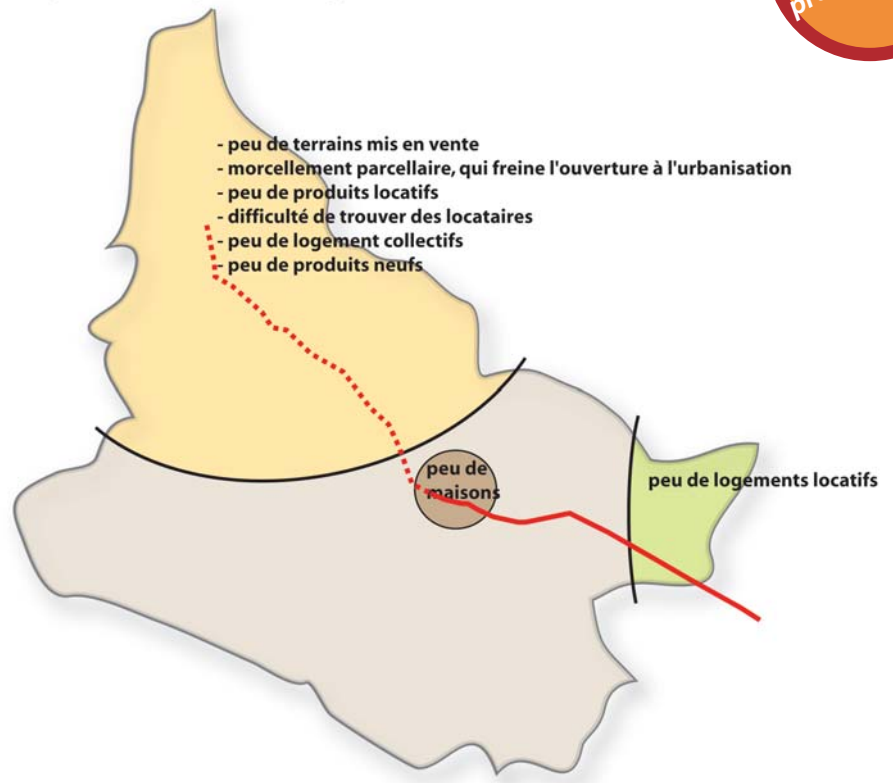 - peu de terrains mis en vente
- morcellement parcellaire, qui freine l'ouverture à l'urbanisation
- peu de produits locatifs
- difficulté de trouver des locataires
- peu de logement collectifs
- peu de produits neufs
peu de
maisons
peu de logements locatifs